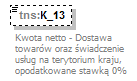 tns:K_13
Kwota netto - Dostawa
towarów oraz świadczenie
usług na terytorium kraju,
opodatkowane stawką 0%